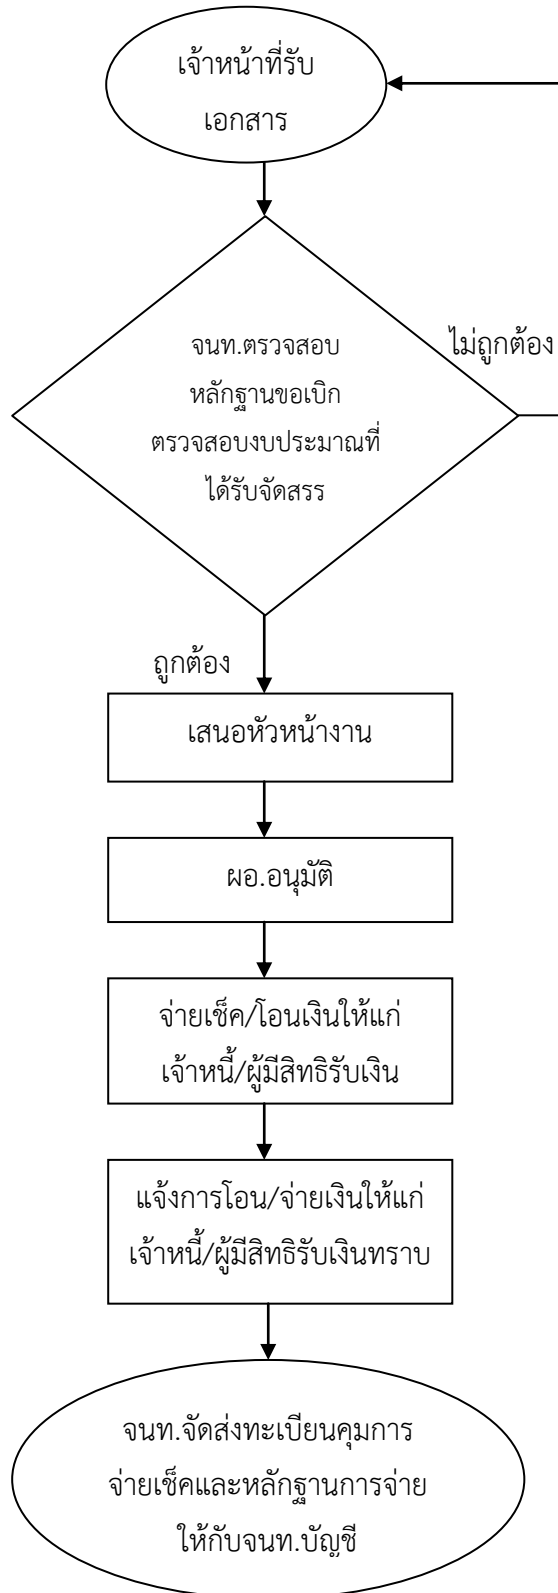 เจ้าหน้าที่รับ
เอกสาร
จนท.ตรวจสอบ
หลักฐานขอเบิก
ตรวจสอบงบประมาณที่
ได้รับจัดสรร
ไม่ถูกต้อง
ถูกต้อง
เสนอหัวหน้างาน
ผอ.อนุมัติ
จ่ายเช็ค/โอนเงินให้แก่
เจ้าหนี้/ผู้มีสิทธิรับเงิน
แจ้งการโอน/จ่ายเงินให้แก่
เจ้าหนี้/ผู้มีสิทธิรับเงินทราบ
จนท.จัดส่งทะเบียนคุมการ
จ่ายเช็คและหลักฐานการจ่าย
ให้กับจนท.บัญชี